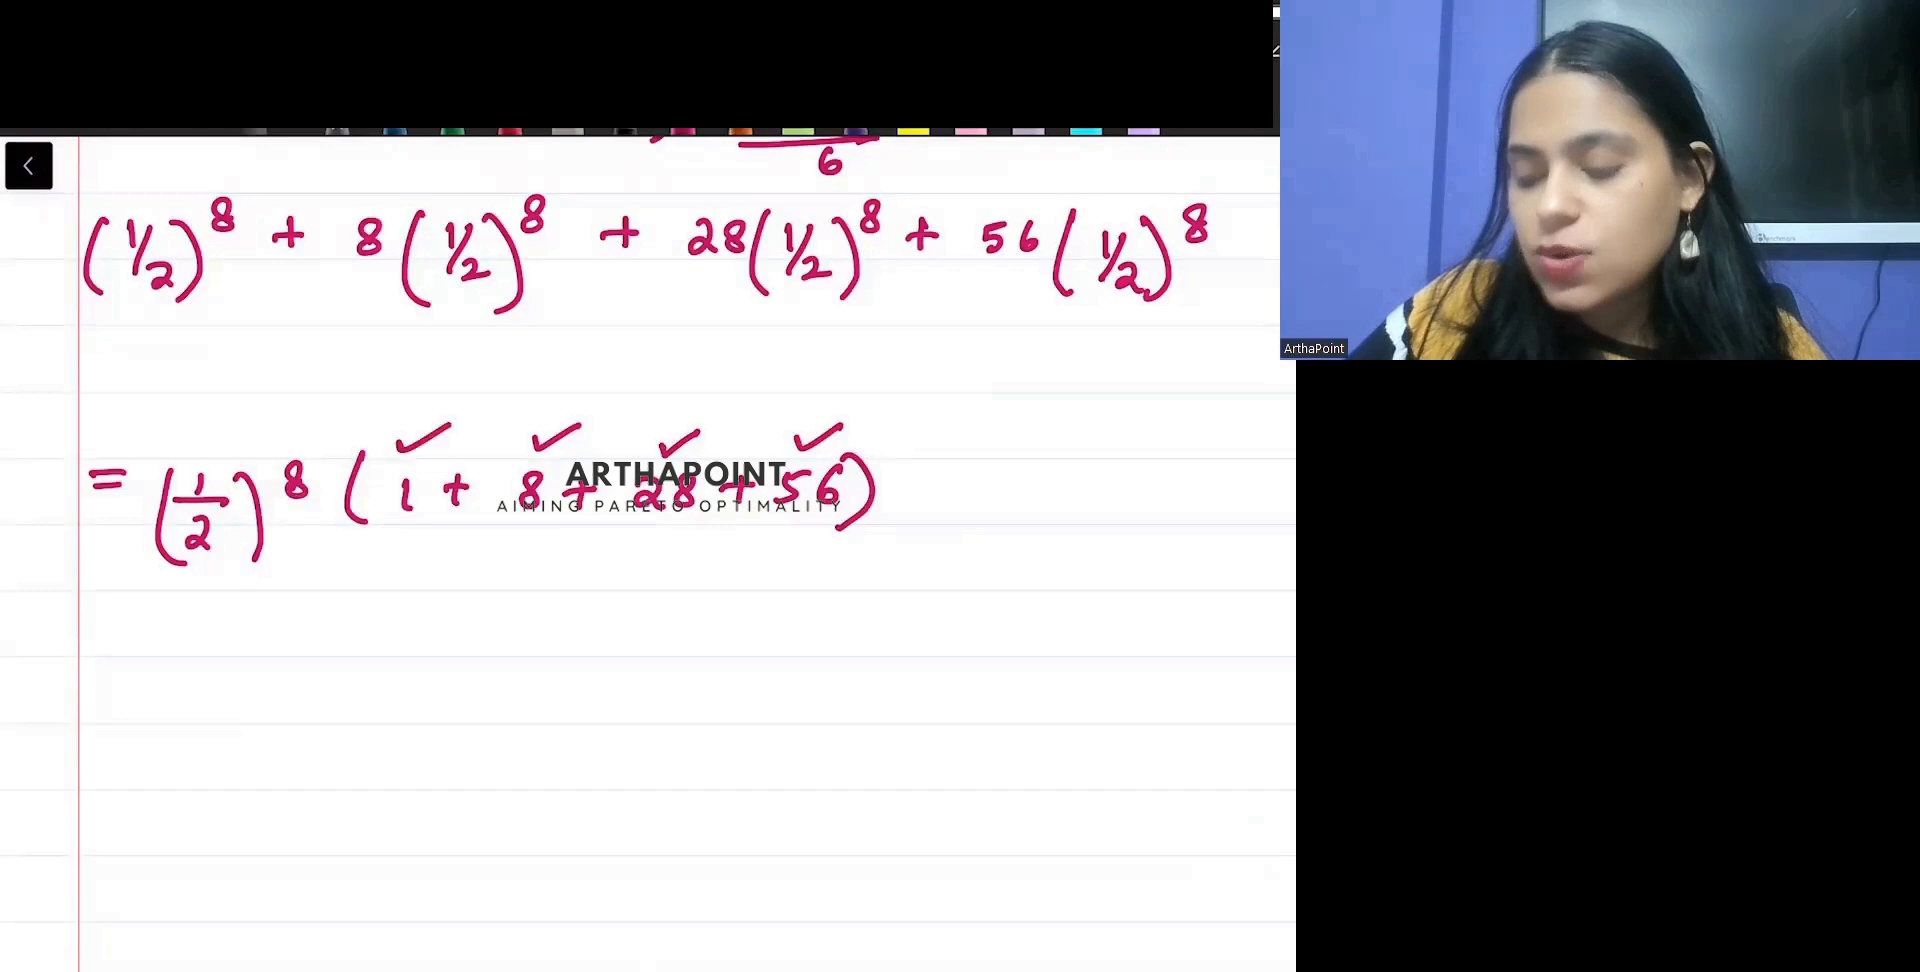 6
(1/2)^8 + 8(1/2)^8 + 28(1/2)^8 + 56(1/2)^8
= (1/2)^8 (1 + 8 + 28 + 56)
ARTHAPOINT
AIMING PARETO OPTIMALITY
ArthaPoint